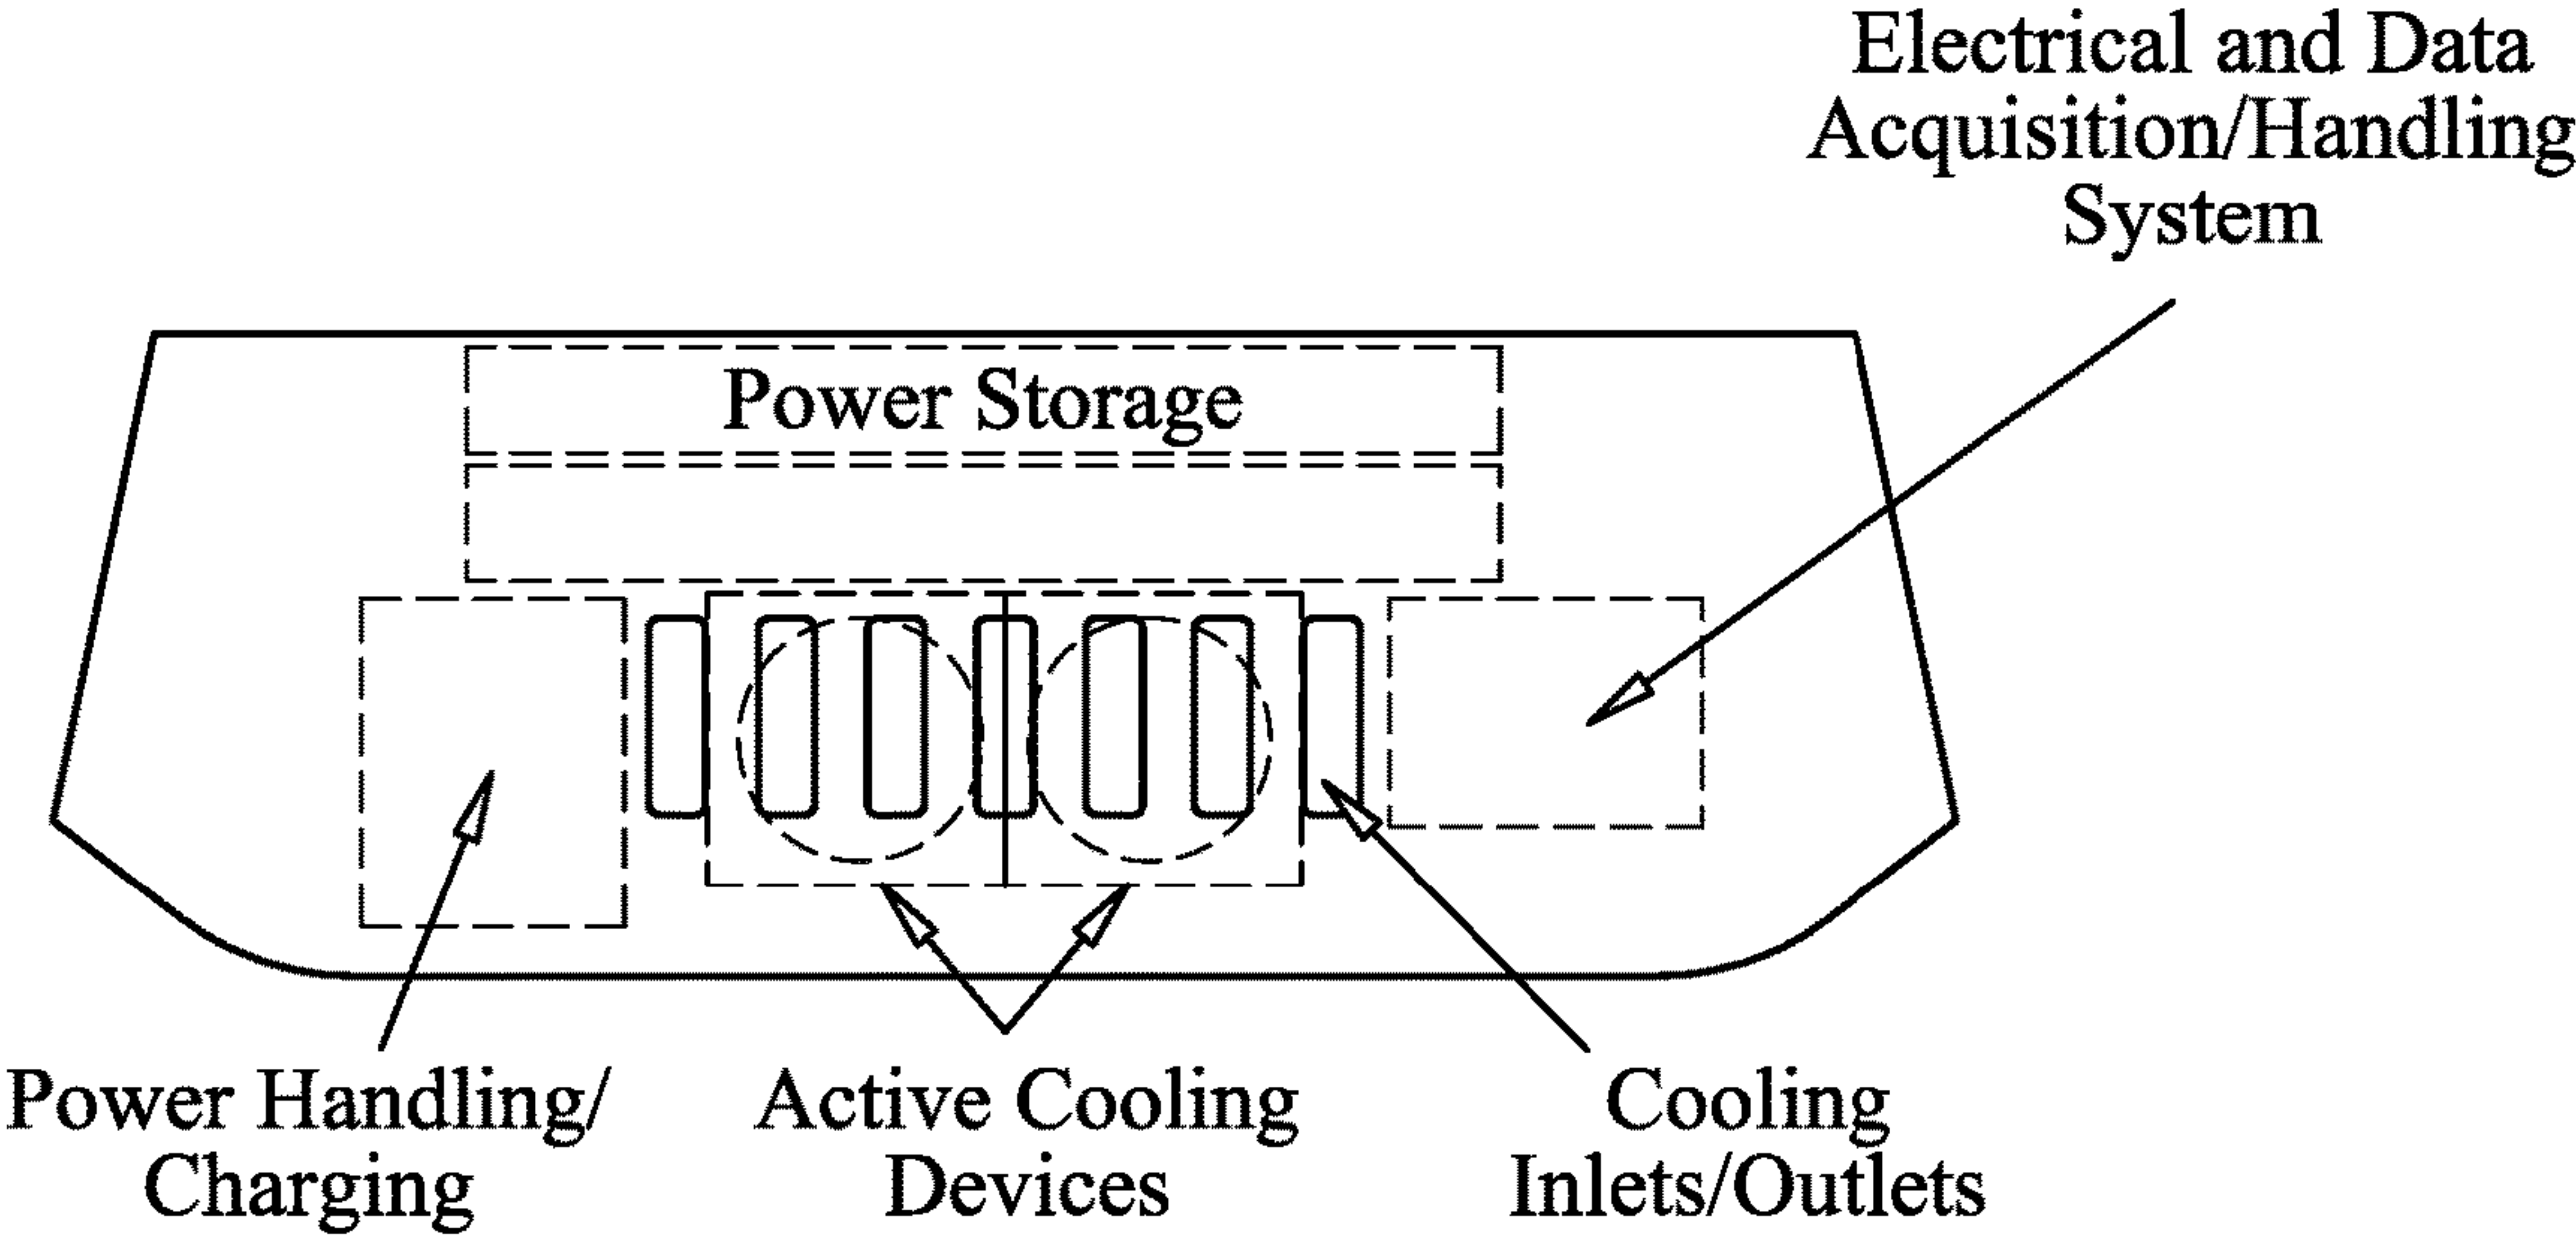 Electrical and Data
Acquisition/Handling
System
Power Storage
Power Handling/
Charging
Active Cooling
Devices
Cooling
Inlets/Outlets